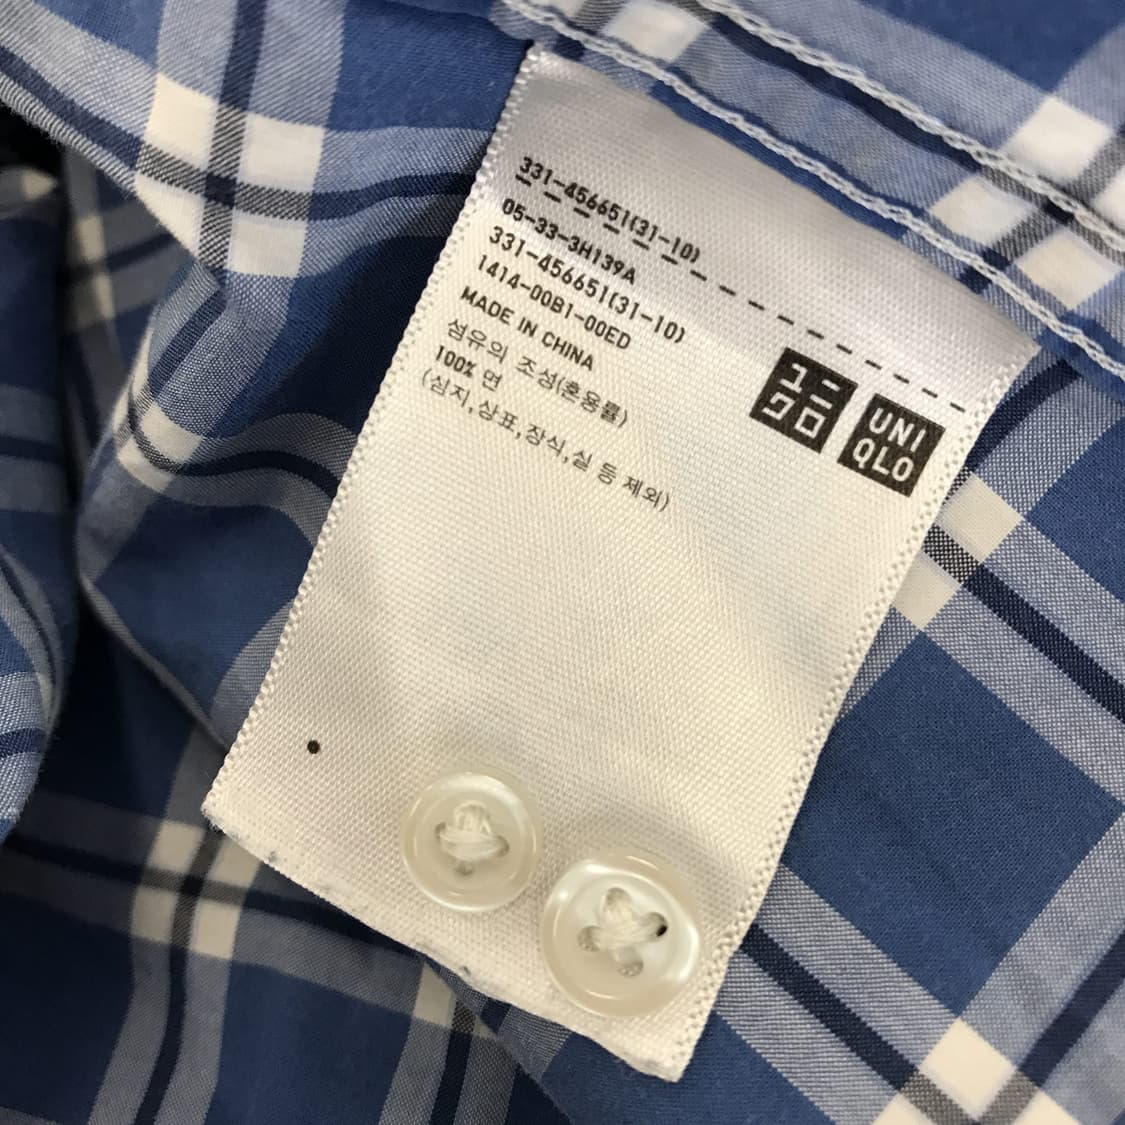 331-456651(31-10)
05-33-3H139A
331-456651(31-10)
1414-00B1-00ED
MADE IN CHINA
섬유의 조성(혼용률)
100% 면
(심지,상표,장식,실 등 제외)
ユニ
クロ
UNI
QLO